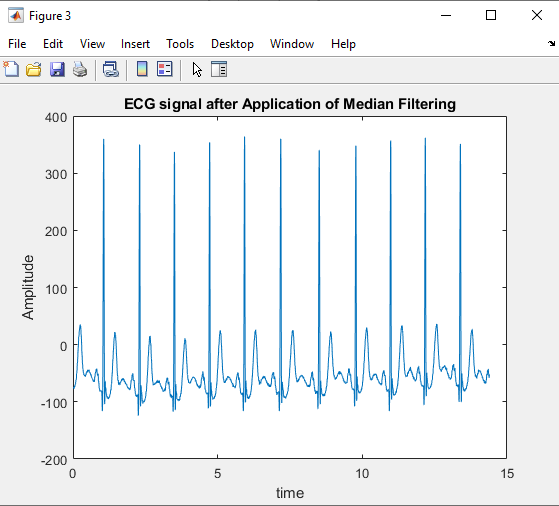 Figure 3
File Edit View Insert Tools Desktop Window Help
ECG signal after Application of Median Filtering
400
300
200
100
0
-100
-200
Amplitude
0 5 10 15
time